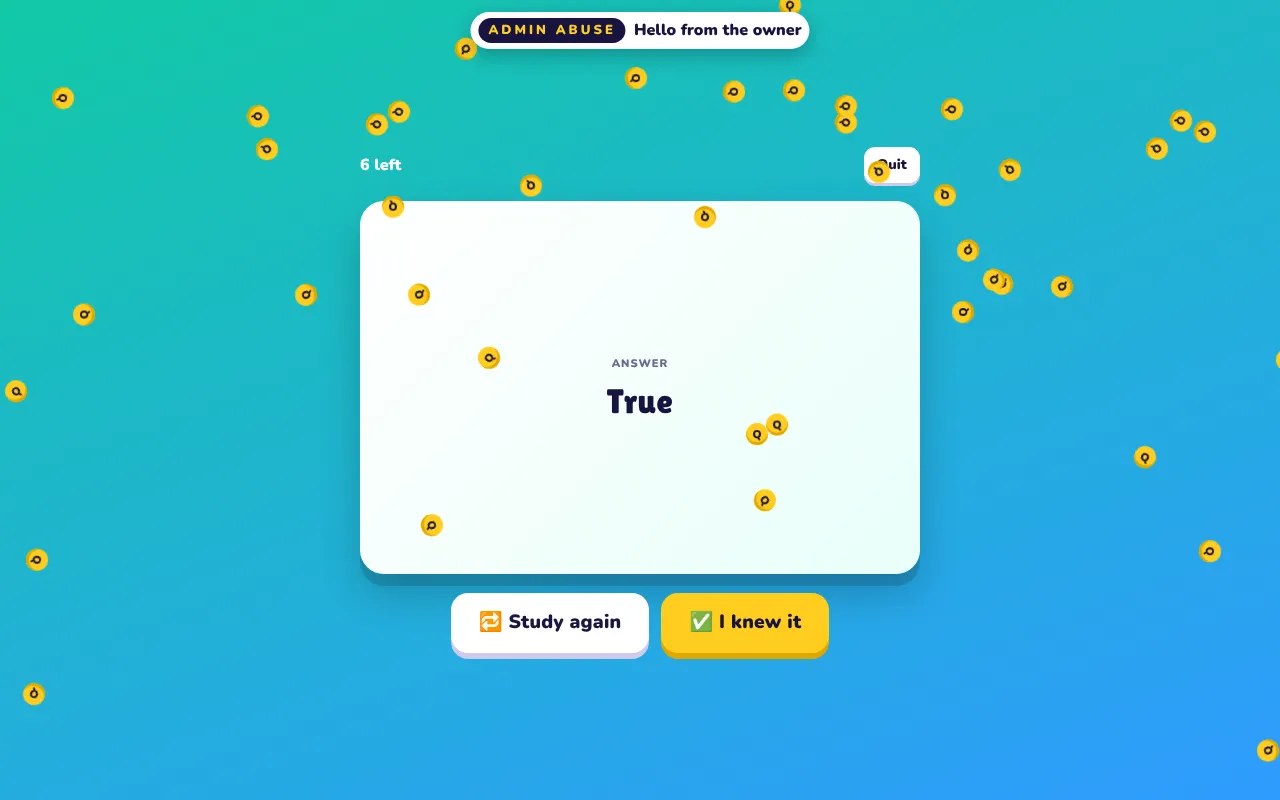 ADMIN ABUSE Hello from the owner
6 left
Quit
ANSWER
True
Study again
I knew it